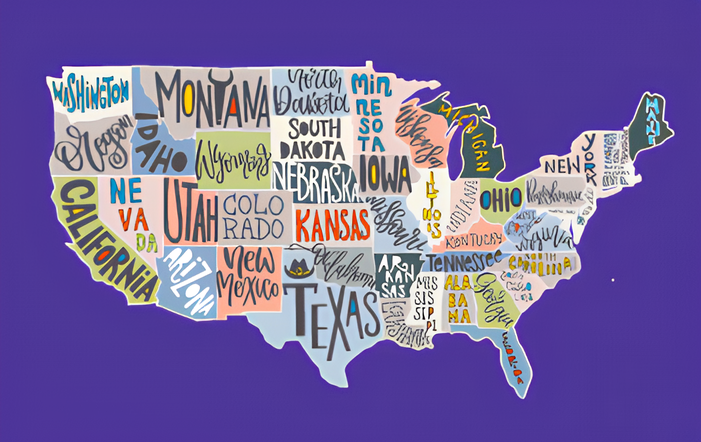 WASHINGTON
MONTANA
North
Dakota
Min
NE
SO
TA
Oregon
IDAHO
Wyoming
SOUTH
DAKOTA
Wisconsin
MICHIGAN
MAINE
NEW
YORK
NE
VA
DA
UTAH
COLO
RADO
NEBRASKA
IOWA
ILLINOIS
INDIANA
OHIO
Pennsylvania
CALIFORNIA
KANSAS
Missouri
KENTUCKY
Virginia
ARIZONA
New
Mexico
Oklahoma
AR
KAN
SAS
Tennessee
CAROLINA
TEXAS
LOUISIANA
MIS
SIS
SIP
PI
ALA
BA
MA
Georgia
FLORIDA